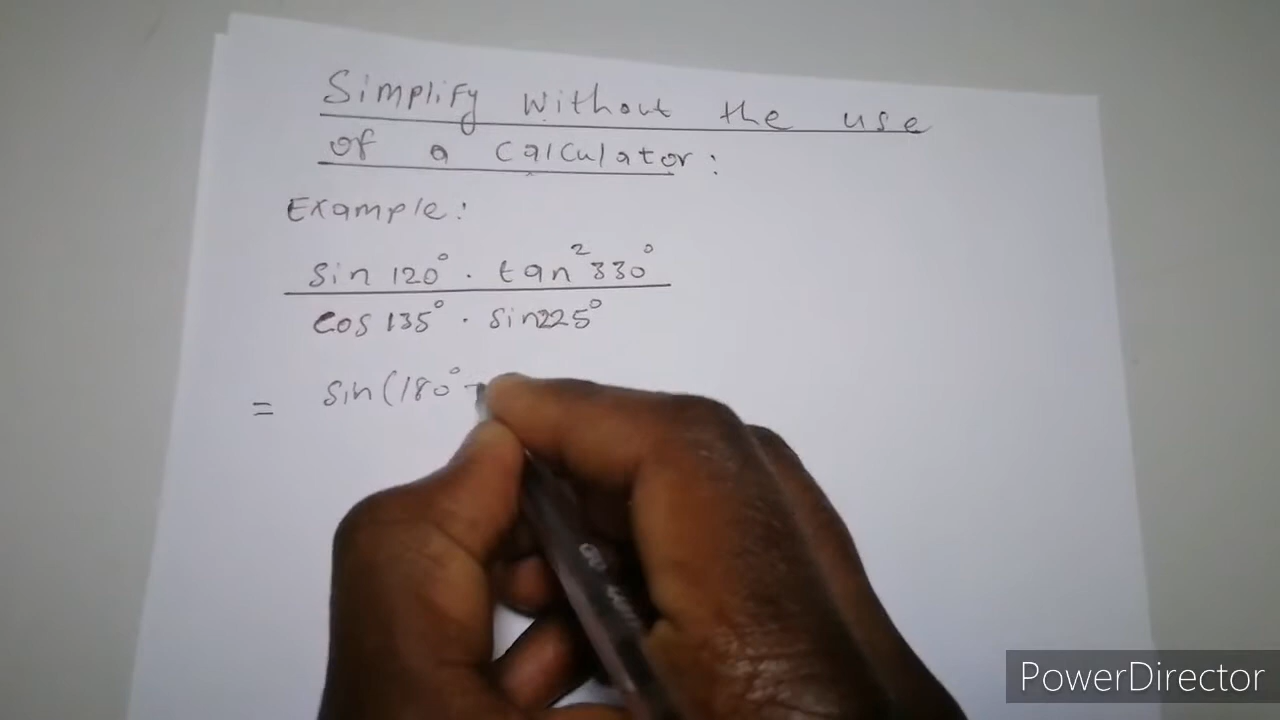 Simplify without the use
of a calculator:
Example:
sin 120° . tan² 330°
cos 135° . sin 225°
= sin (180° -
PowerDirector